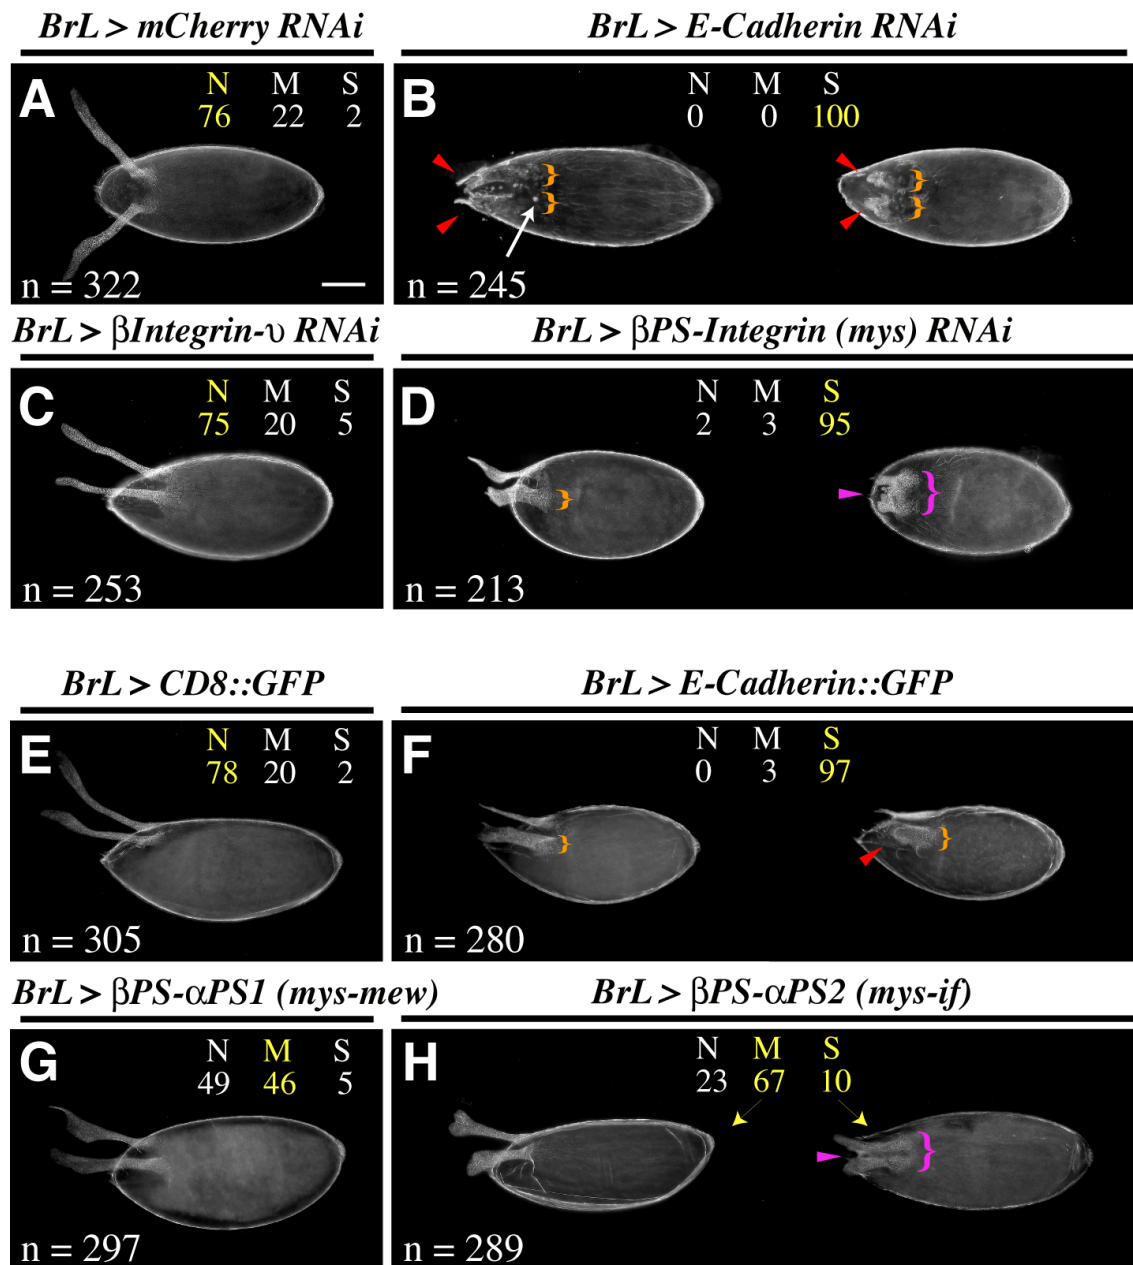 BrL > mCherry RNAi
BrL > E-Cadherin RNAi
A
N M S
76 22 2
n = 322
B
N M S
0 0 100
n = 245
BrL > βIntegrin-υ RNAi
BrL > βPS-Integrin (mys) RNAi
C
N M S
75 20 5
n = 253
D
N M S
2 3 95
n = 213
BrL > CD8::GFP
BrL > E-Cadherin::GFP
E
N M S
78 20 2
n = 305
F
N M S
0 3 97
n = 280
BrL > βPS-αPS1 (mys-mew)
BrL > βPS-αPS2 (mys-if)
G
N M S
49 46 5
n = 297
H
N M S
23 67 10
n = 289